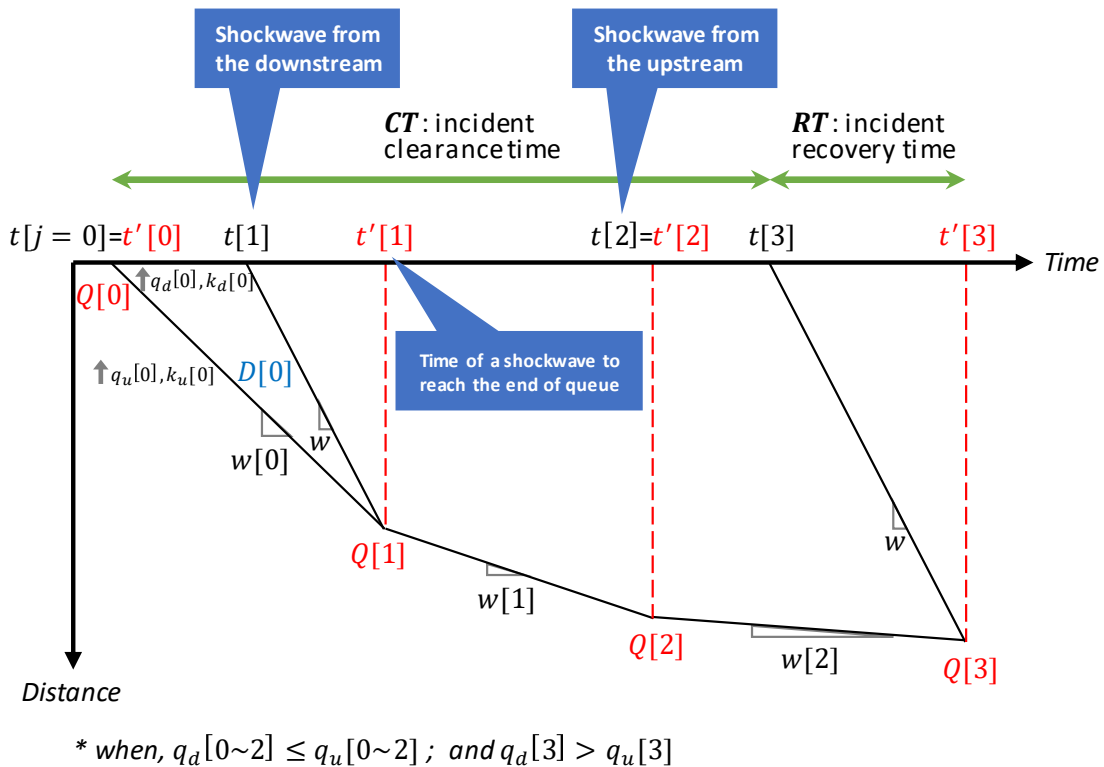 Shockwave from
the downstream
Shockwave from
the upstream
CT : incident
clearance time
RT : incident
recovery time
t[j = 0]=t′[0]
t[1]
t′[1]
t[2]=t′[2]
t[3]
t′[3]
Time
Q[0]
q_d[0], k_d[0]
q_u[0], k_u[0]
D[0]
Time of a shockwave to
reach the end of queue
w[0]
w
Q[1]
w[1]
w
Q[2]
w[2]
Q[3]
Distance
* when, q_d[0~2] ≤ q_u[0~2] ; and q_d[3] > q_u[3]